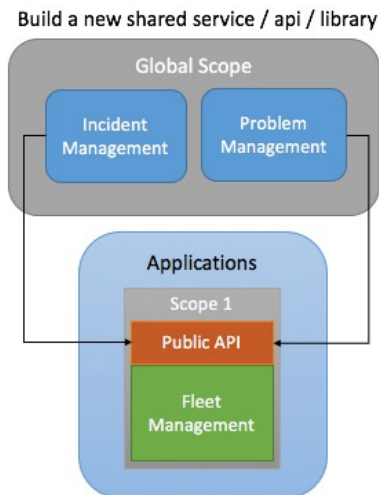 Build a new shared service / api / library
Global Scope
Incident
Management
Problem
Management
Applications
Scope 1
Public API
Fleet
Management